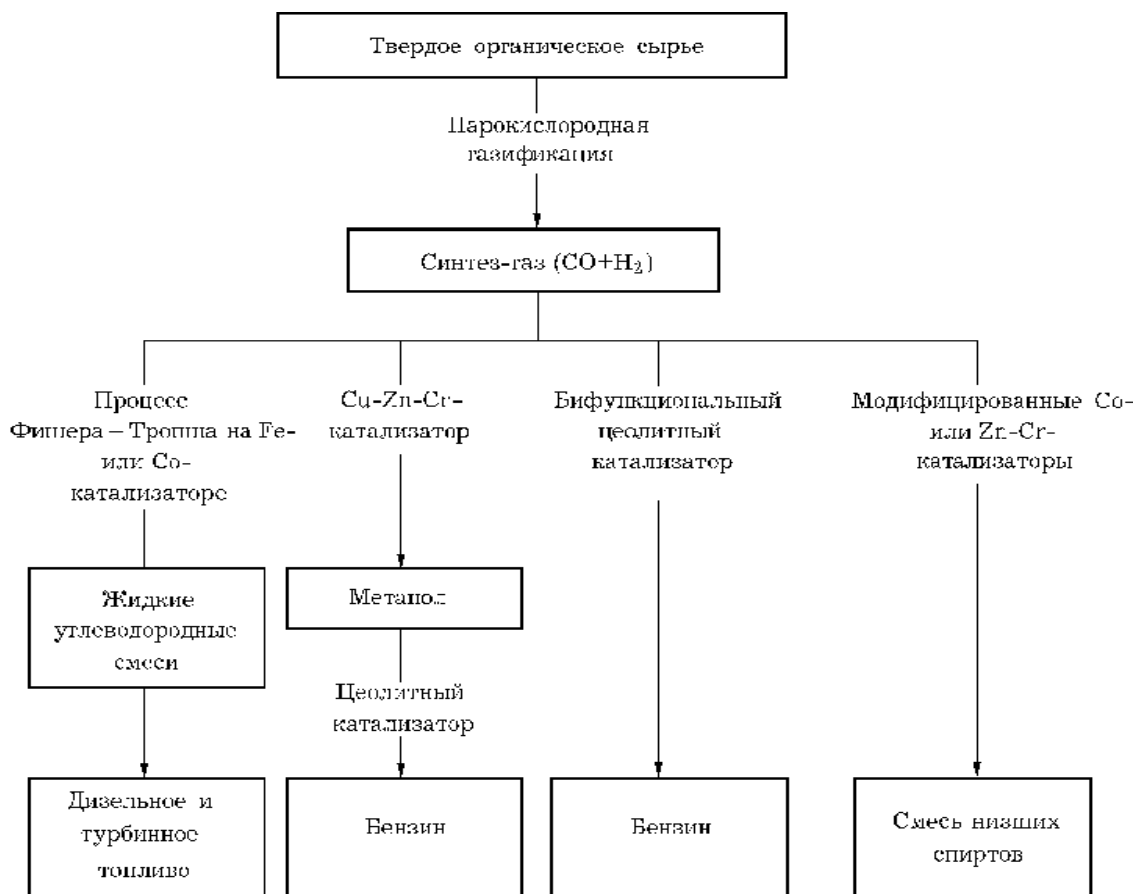 Твердое органическое сырье
Парокислородная
газификация
Синтез-газ (CO+H₂)
Процесс
Фишера – Тропша на Fe-
или Co-
катализаторе
Cu-Zn-Cr-
катализатор
Бифункциональный
цеолитный
катализатор
Модифицированные Co-
или Zn-Cr-
катализаторы
Жидкие
углеводородные
смеси
Метанол
Цеолитный
катализатор
Дизельное и
турбинное
топливо
Бензин
Бензин
Смесь низших
спиртов